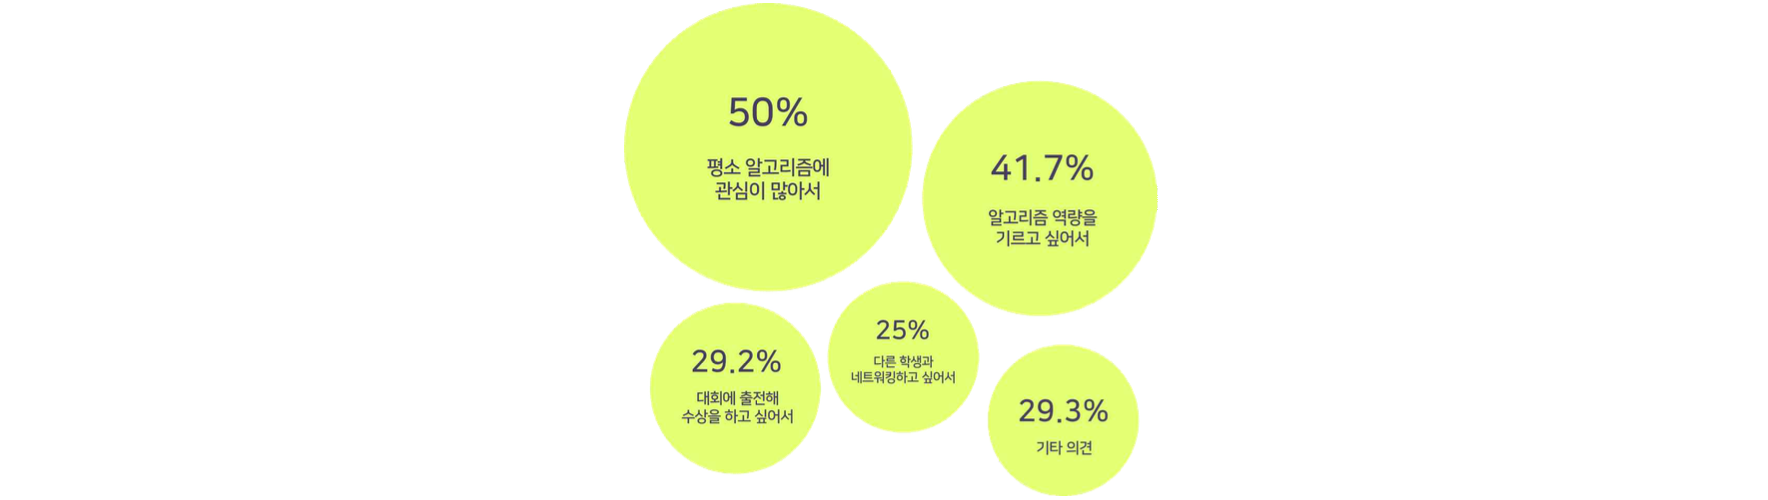 50%
평소 알고리즘에
관심이 많아서
41.7%
알고리즘 역량을
기르고 싶어서
29.2%
대회에 출전해
수상을 하고 싶어서
25%
다른 학생과
네트워킹하고 싶어서
29.3%
기타 의견